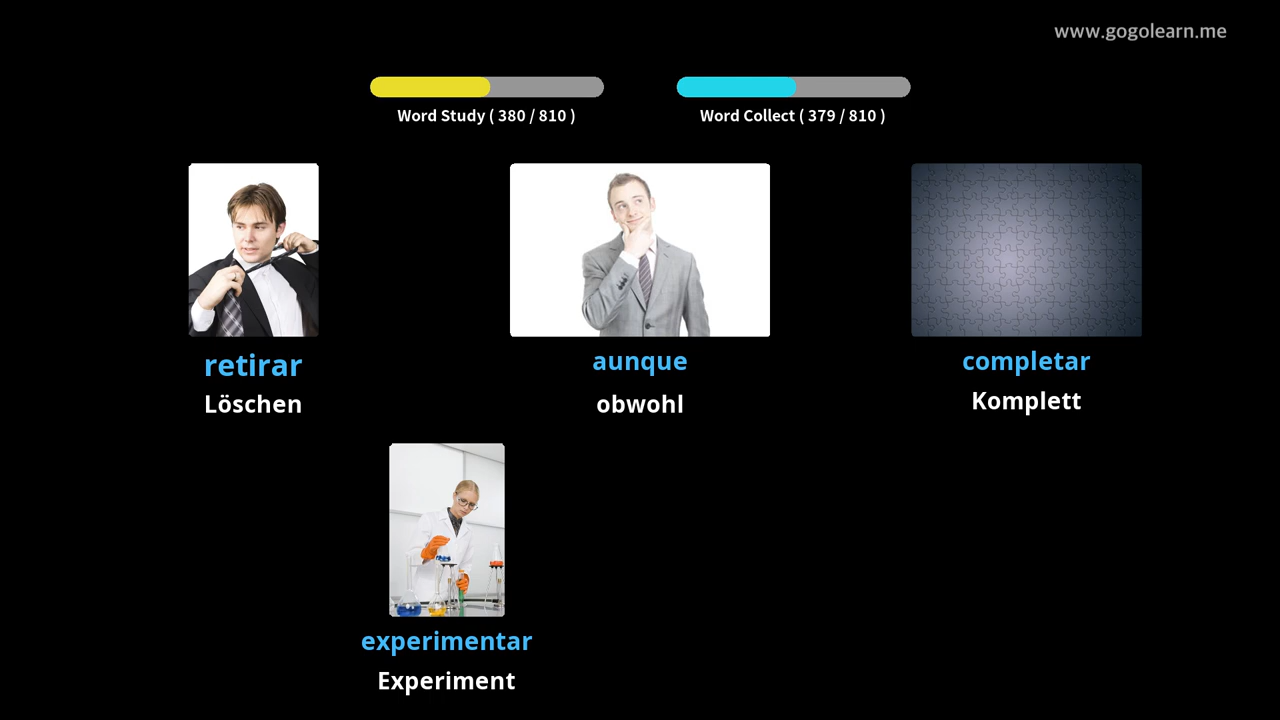 www.gogolearn.me
Word Study ( 380 / 810 )
Word Collect ( 379 / 810 )
retirar
Löschen
aunque
obwohl
completar
Komplett
experimentar
Experiment